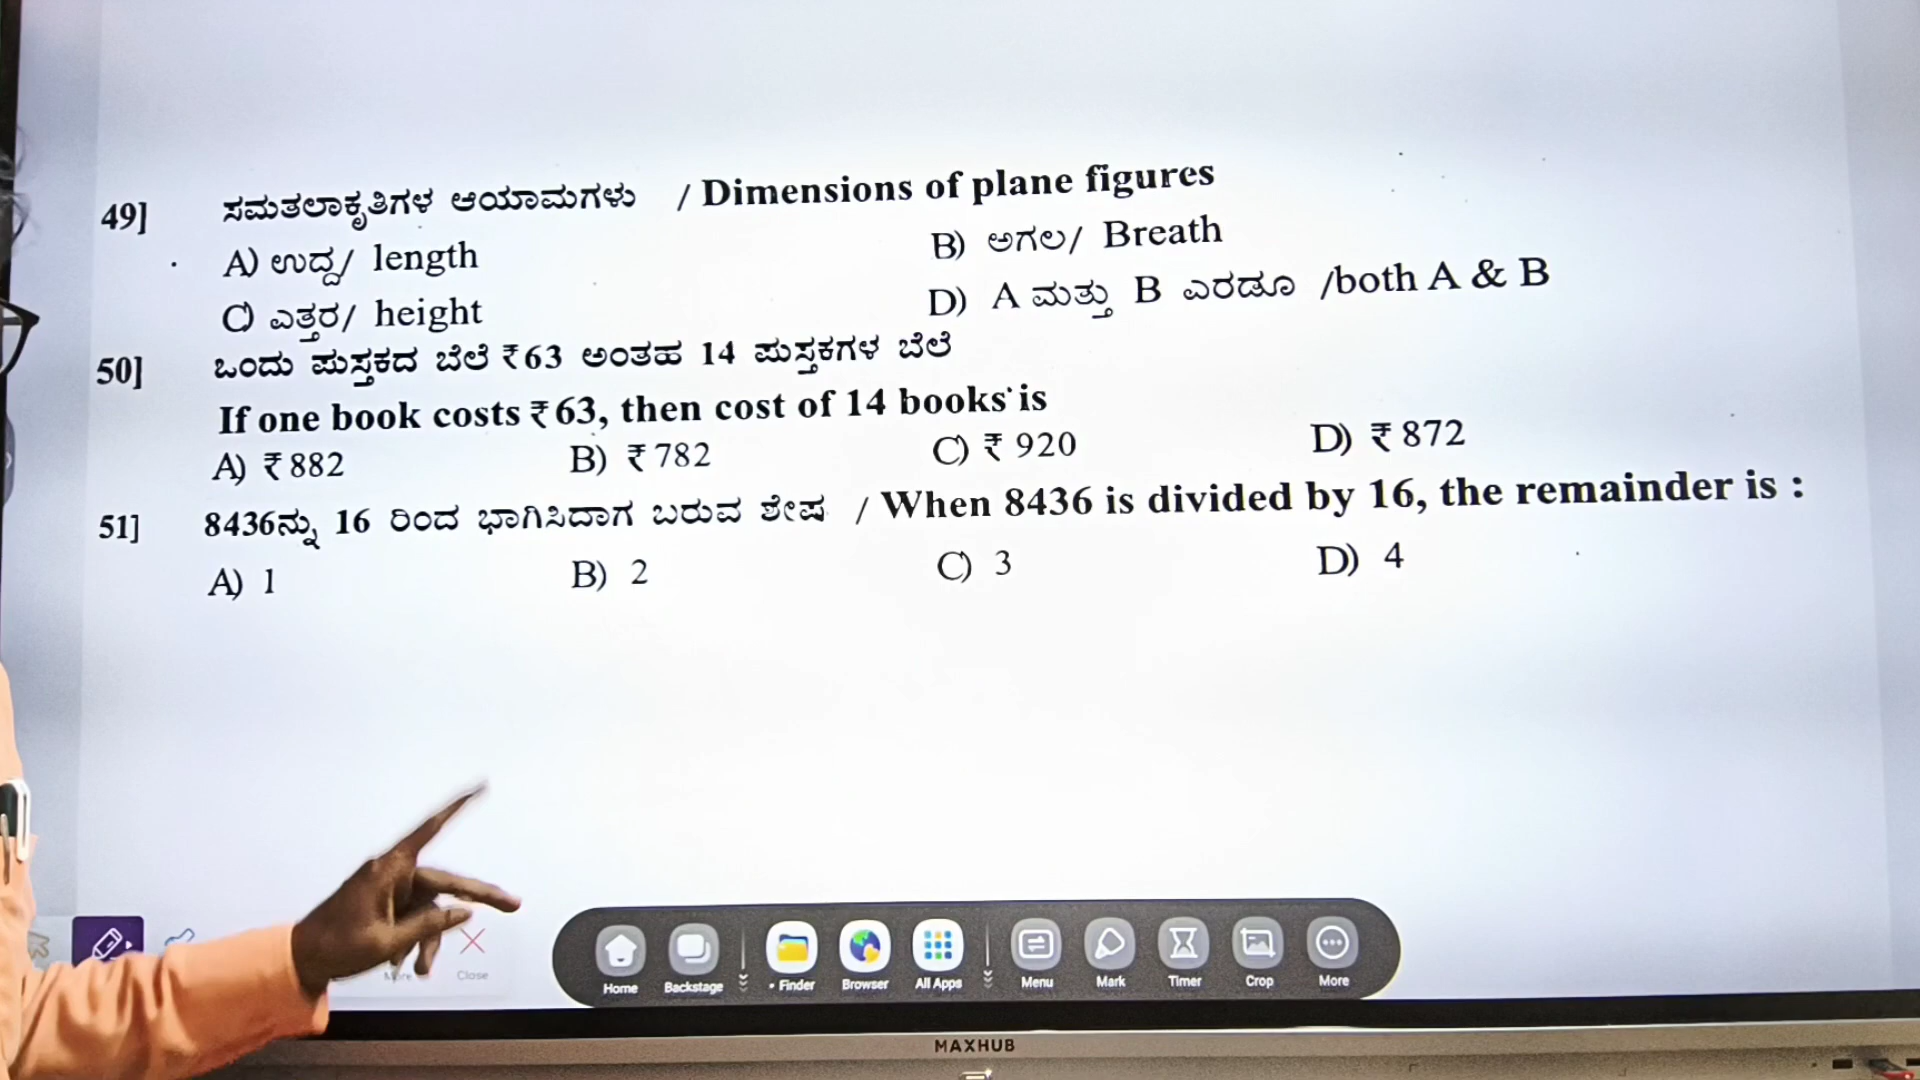 49] ಸಮತಲಾಕೃತಿಗಳ ಆಯಾಮಗಳು / Dimensions of plane figures
A) ಉದ್ದ/ length B) ಅಗಲ/ Breath
C) ಎತ್ತರ/ height D) A ಮತ್ತು B ಎರಡೂ /both A & B
50] ಒಂದು ಪುಸ್ತಕದ ಬೆಲೆ ₹63 ಅಂತಹ 14 ಪುಸ್ತಕಗಳ ಬೆಲೆ
If one book costs ₹63, then cost of 14 books is
A) ₹882 B) ₹782 C) ₹920 D) ₹872
51] 8436ನ್ನು 16 ರಿಂದ ಭಾಗಿಸಿದಾಗ ಬರುವ ಶೇಷ / When 8436 is divided by 16, the remainder is :
A) 1 B) 2 C) 3 D) 4
More Close
Home Backstage Finder Browser All Apps Menu Mark Timer Crop More
MAXHUB